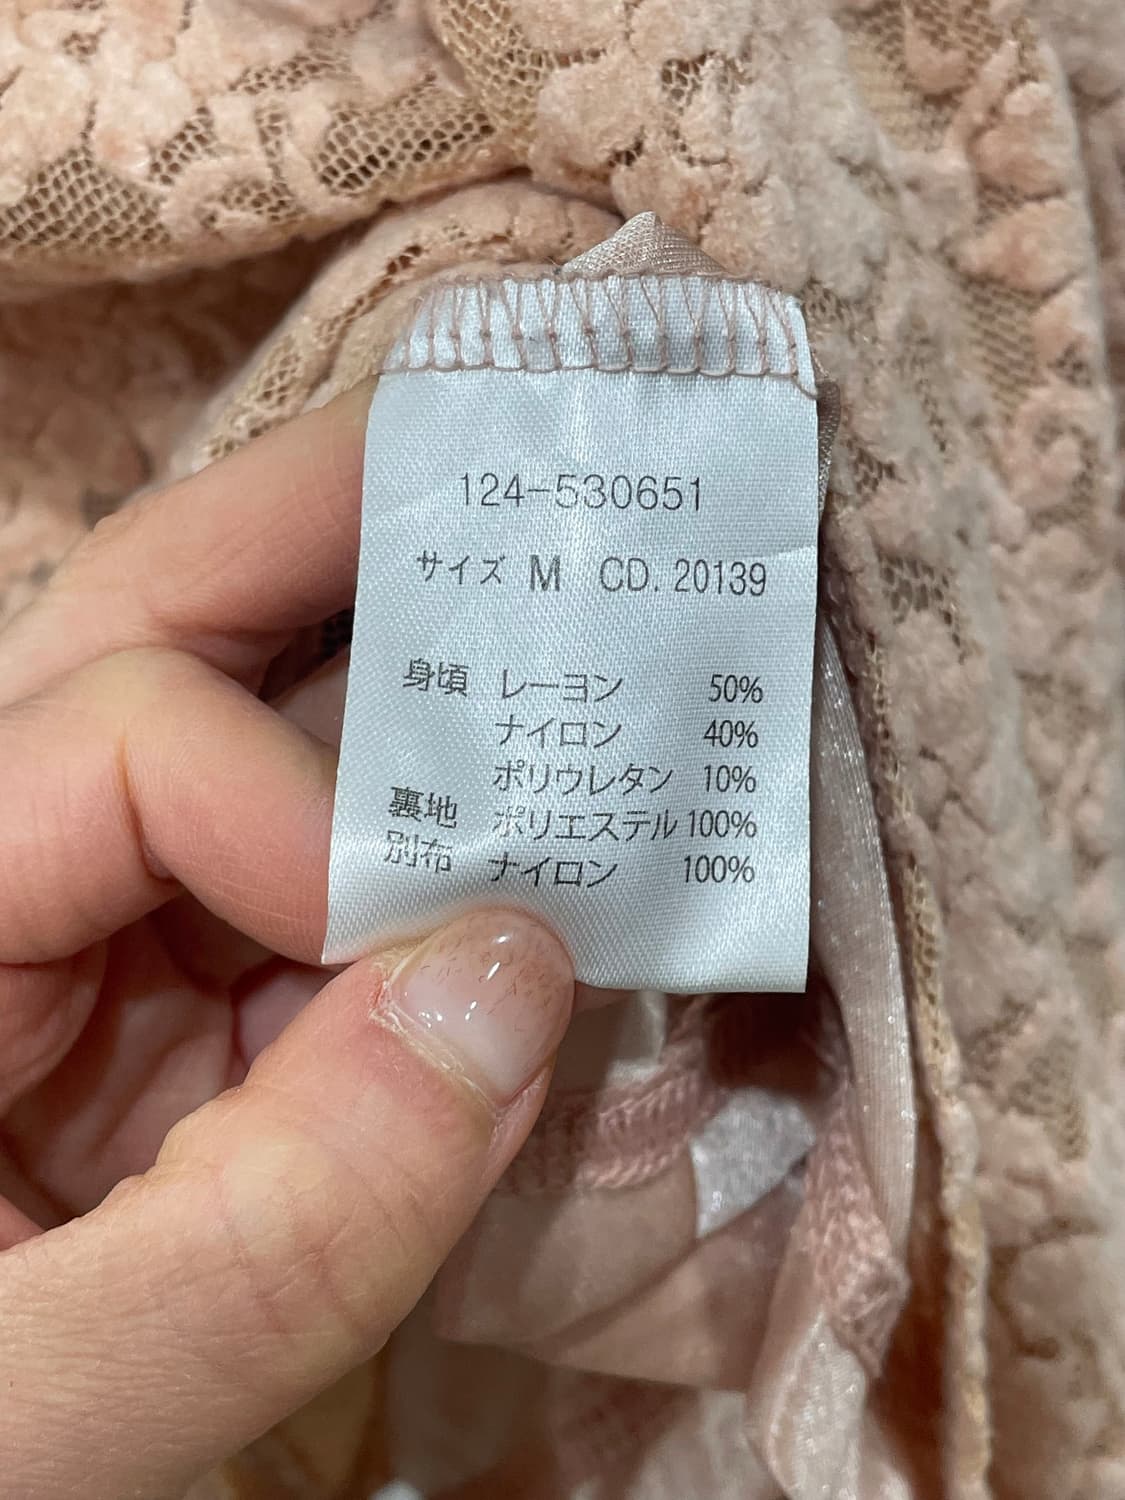 124-530651
サイズ M CD. 20139
身頃 レーヨン 50%
ナイロン 40%
ポリウレタン 10%
裏地 ポリエステル 100%
別布 ナイロン 100%